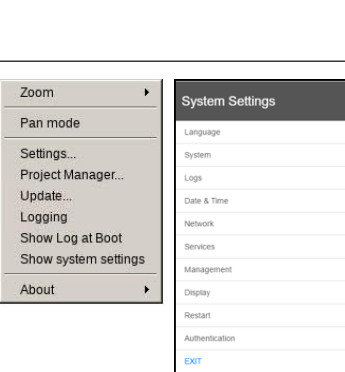 Zoom
Pan mode
Settings...
Project Manager...
Update...
Logging
Show Log at Boot
Show system settings
About
System Settings
Language
System
Logs
Date & Time
Network
Services
Management
Display
Restart
Authentication
EXIT